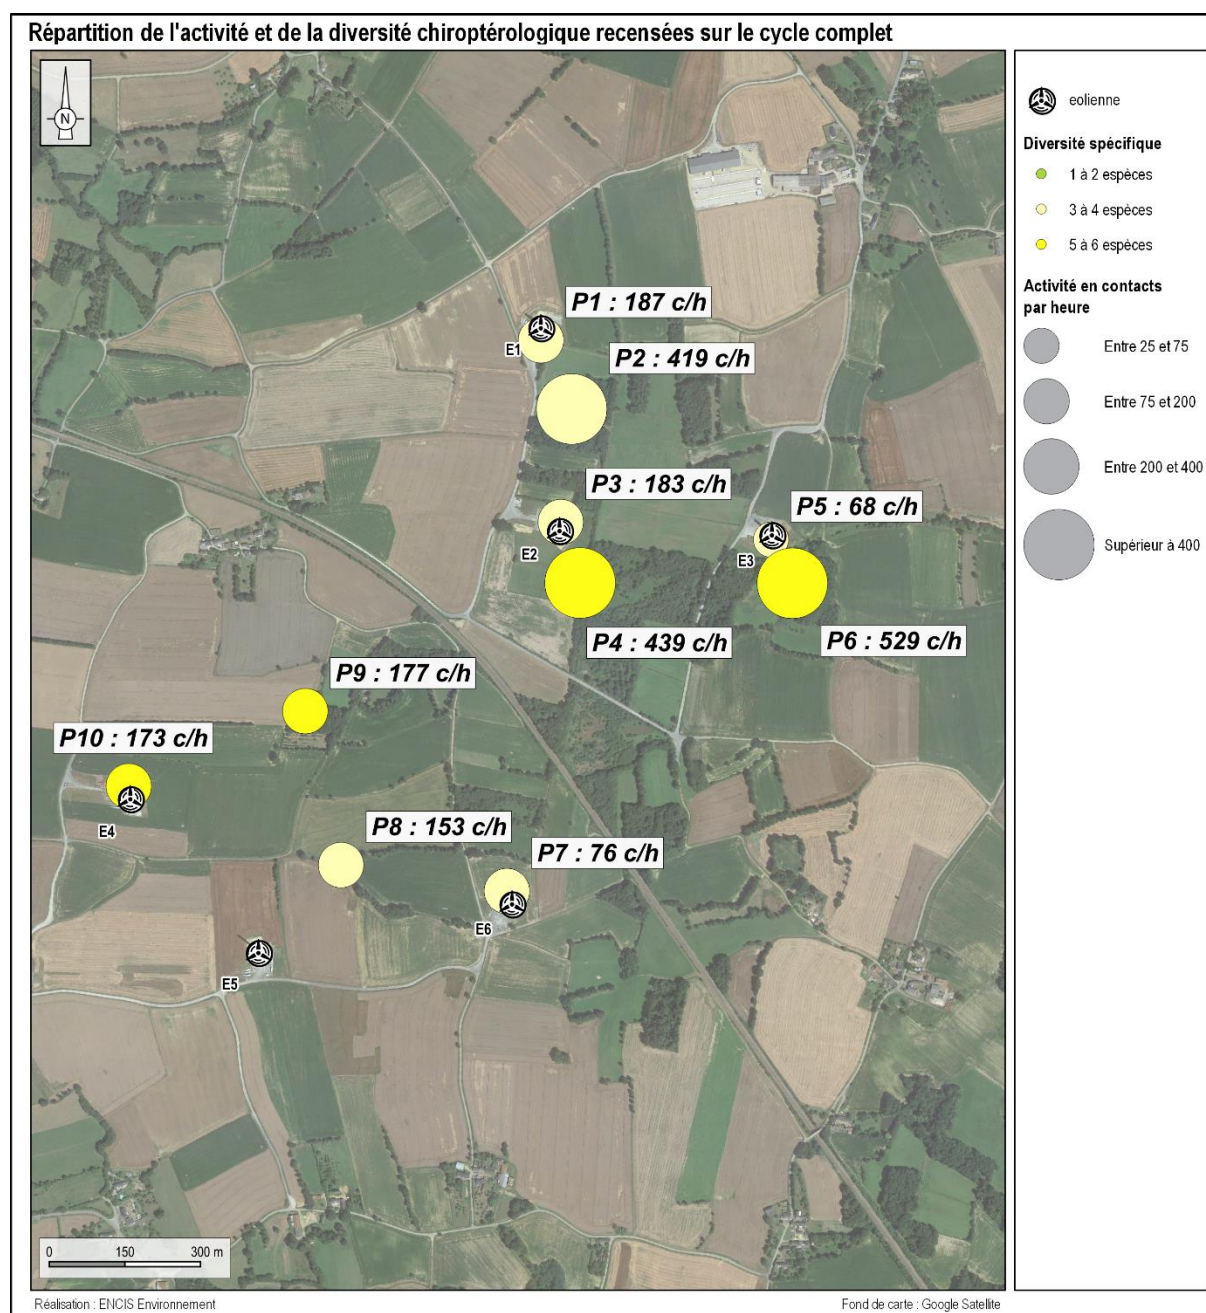 Répartition de l'activité et de la diversité chiroptérologique recensées sur le cycle complet
N
eolienne
Diversité spécifique
1 à 2 espèces
3 à 4 espèces
5 à 6 espèces
Activité en contacts
par heure
Entre 25 et 75
Entre 75 et 200
Entre 200 et 400
Supérieur à 400
P1 : 187 c/h
E1
P2 : 419 c/h
P3 : 183 c/h
E2
P5 : 68 c/h
E3
P4 : 439 c/h
P6 : 529 c/h
P9 : 177 c/h
P10 : 173 c/h
E4
P8 : 153 c/h
P7 : 76 c/h
E6
E5
0 150 300 m
Réalisation : ENCIS Environnement
Fond de carte : Google Satellite